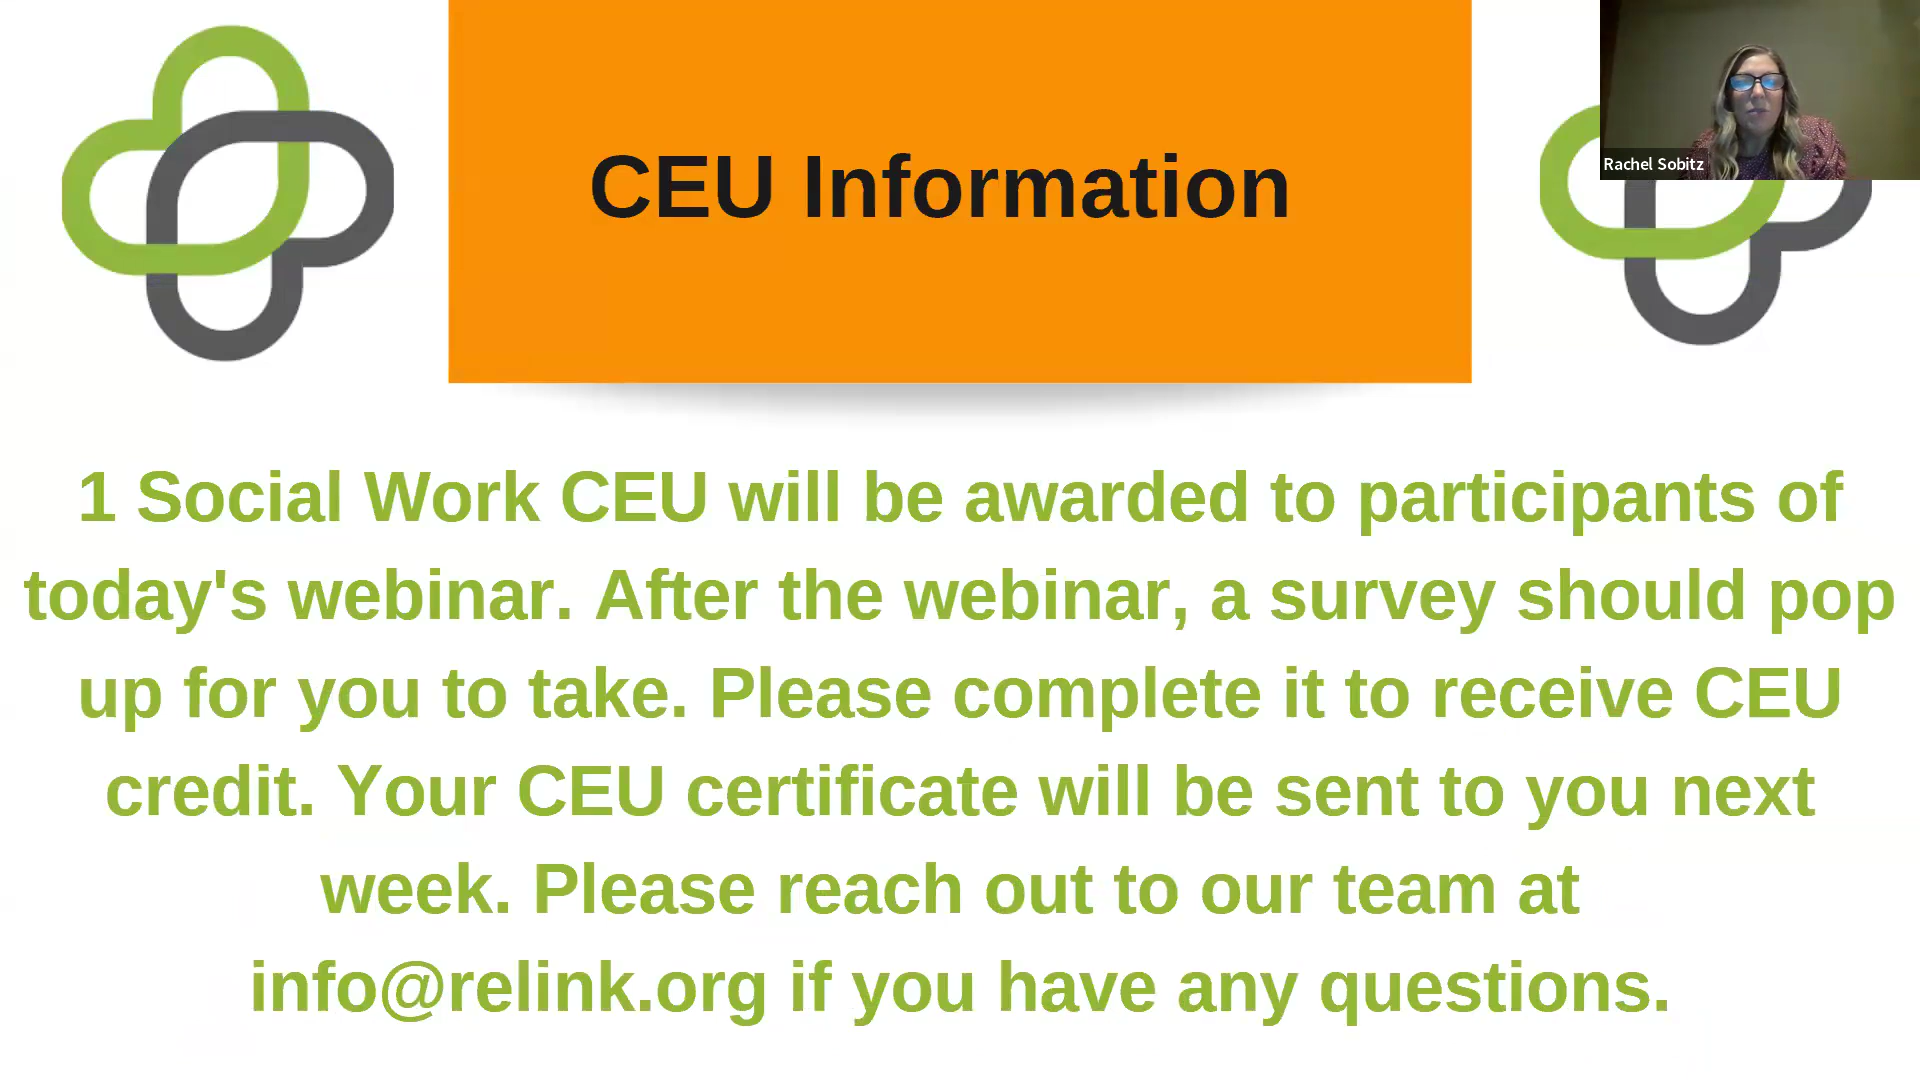 CEU Information
Rachel Sobitz
1 Social Work CEU will be awarded to participants of
today's webinar. After the webinar, a survey should pop
up for you to take. Please complete it to receive CEU
credit. Your CEU certificate will be sent to you next
week. Please reach out to our team at
info@relink.org if you have any questions.